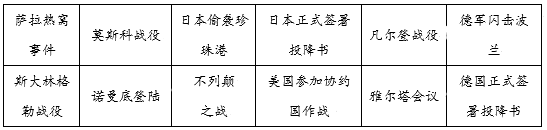 萨拉热窝 莫斯科战役 日本偷袭珍 日本正式签署 凡尔登战役 德军闪击波
事件 珠港 投降书 兰
斯大林格 诺曼底登陆 不列颠 美国参加协约 雅尔塔会议 德国正式签
勒战役 之战 国作战 署投降书